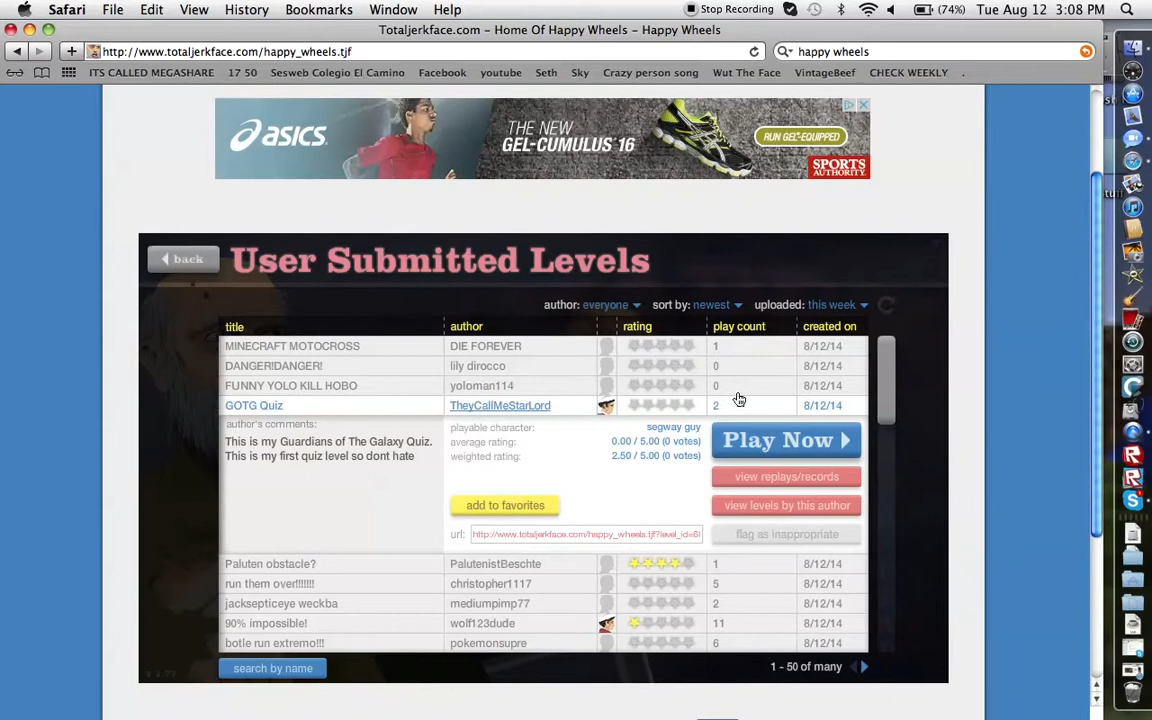 Safari File Edit View History Bookmarks Window Help Stop Recording (74%) Tue Aug 12 3:08 PM
Totaljerkface.com - Home Of Happy Wheels - Happy Wheels
http://www.totaljerkface.com/happy_wheels.tjf happy wheels
ITS CALLED MEGASHARE 17 50 Sesweb Colegio El Camino Facebook youtube Seth Sky Crazy person song Wut The Face VintageBeef CHECK WEEKLY .
asics THE NEW GEL-CUMULUS 16 RUN GEL-EQUIPPED SPORTS AUTHORITY
back User Submitted Levels
author: everyone sort by: newest uploaded: this week
title author rating play count created on
MINECRAFT MOTOCROSS DIE FOREVER 1 8/12/14
DANGER!DANGER! lily dirocco 0 8/12/14
FUNNY YOLO KILL HOBO yoloman114 0 8/12/14
GOTG Quiz TheyCallMeStarLord 2 8/12/14
author's comments: playable character: segway guy Play Now
This is my Guardians of The Galaxy Quiz. average rating: 0.00 / 5.00 (0 votes)
This is my first quiz level so dont hate weighted rating: 2.50 / 5.00 (0 votes)
view replays/records
add to favorites view levels by this author
url: http://www.totaljerkface.com/happy_wheels.tjf?level_id=6 flag as inappropriate
Paluten obstacle? PalutenistBeschte 1 8/12/14
run them over!!!!!!! christopher1117 5 8/12/14
jacksepticeye weckba mediumpimp77 2 8/12/14
90% impossible! wolf123dude 11 8/12/14
botle run extremo!!! pokemonsupre 6 8/12/14
search by name 1 - 50 of many